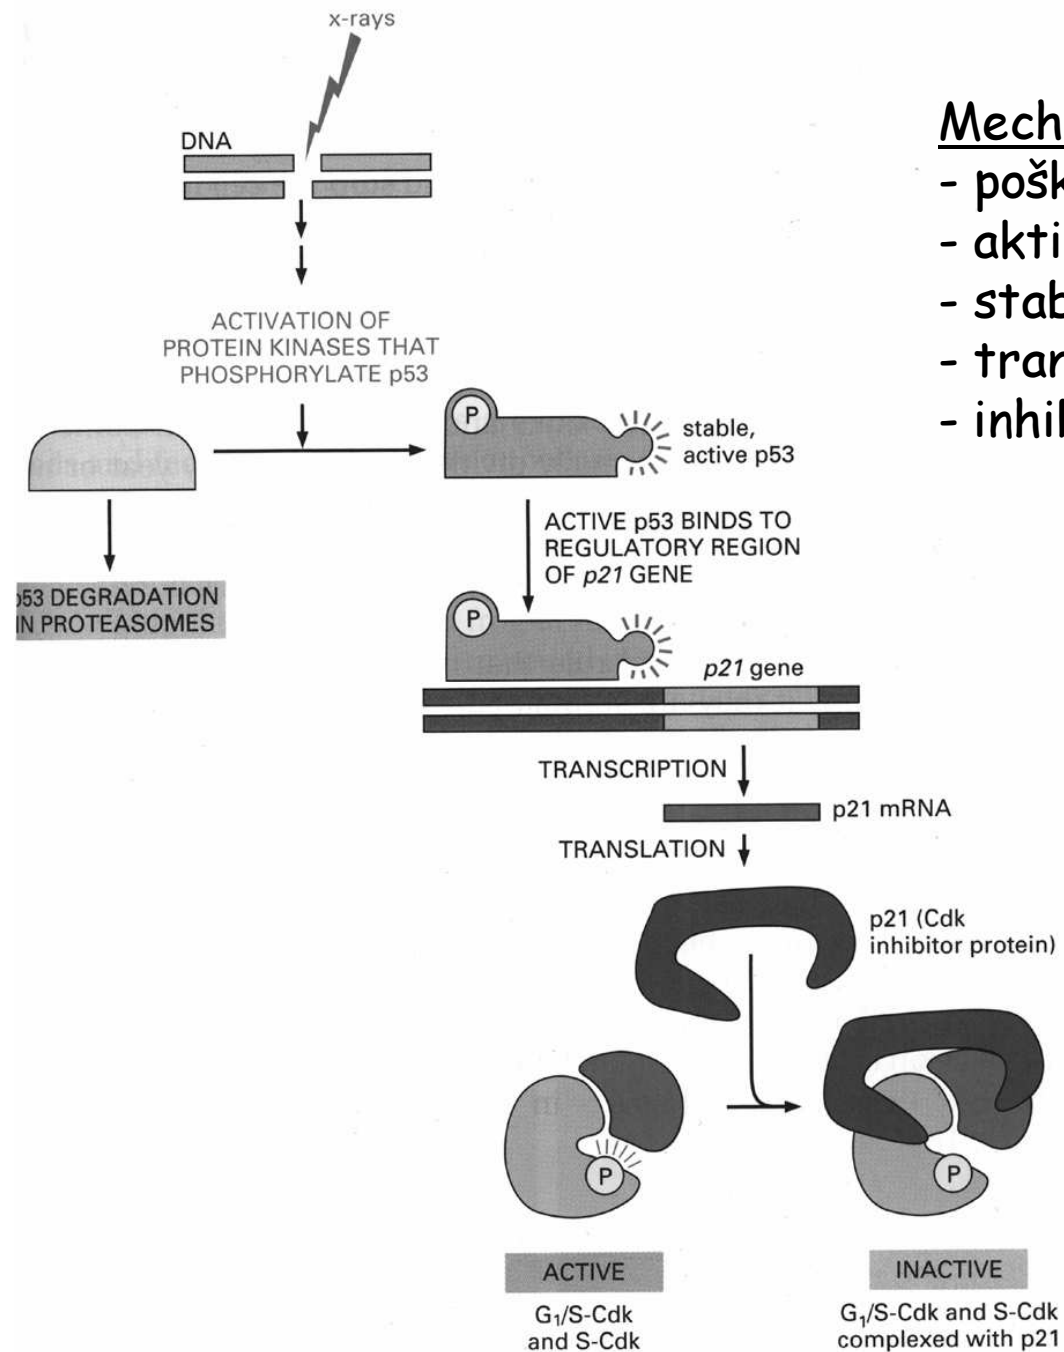 x-rays
DNA
ACTIVATION OF
PROTEIN KINASES THAT
PHOSPHORYLATE p53
P
stable,
active p53
ACTIVE p53 BINDS TO
REGULATORY REGION
OF p21 GENE
p53 DEGRADATION
IN PROTEASOMES
P
p21 gene
TRANSCRIPTION
p21 mRNA
TRANSLATION
p21 (Cdk
inhibitor protein)
P
P
ACTIVE
G₁/S-Cdk
and S-Cdk
INACTIVE
G₁/S-Cdk and S-Cdk
complexed with p21
Mech
- pošk
- akti
- stab
- tran
- inhib